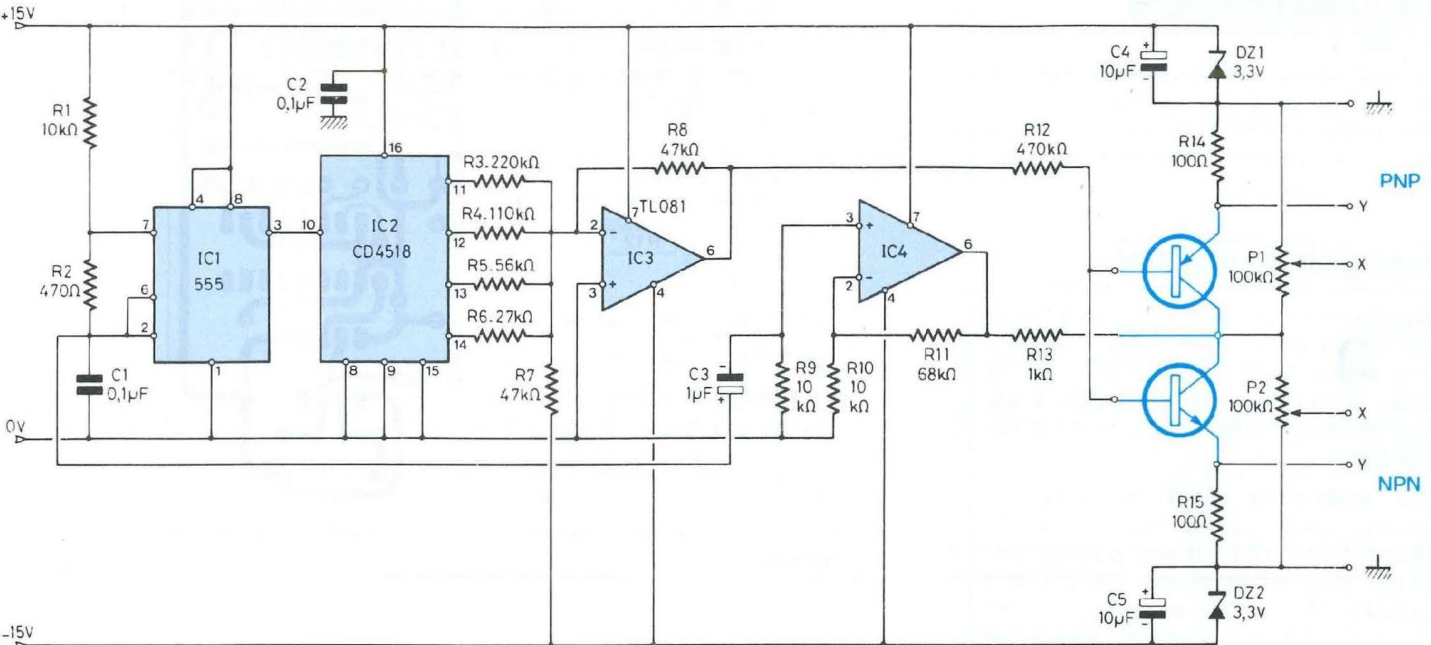 +15V
R1
10kΩ
R2
470Ω
C1
0,1µF
7
6
2
4
8
3
1
IC1
555
C2
0,1µF
16
10
IC2
CD4518
11
12
13
14
8
9
15
R3.220kΩ
R4.110kΩ
R5.56kΩ
R6.27kΩ
R7
47kΩ
R8
47kΩ
TL081
7
2
-
IC3
6
+
3
4
C3
1µF
-
+
3
+
7
IC4
6
-
2
4
R9
10
kΩ
R10
10
kΩ
R11
68kΩ
R12
470kΩ
R13
1kΩ
C4
10µF
+
-
DZ1
3,3V
R14
100Ω
PNP
Y
P1
100kΩ
X
P2
100kΩ
X
Y
NPN
R15
100Ω
C5
10µF
+
-
DZ2
3,3V
0V
-15V